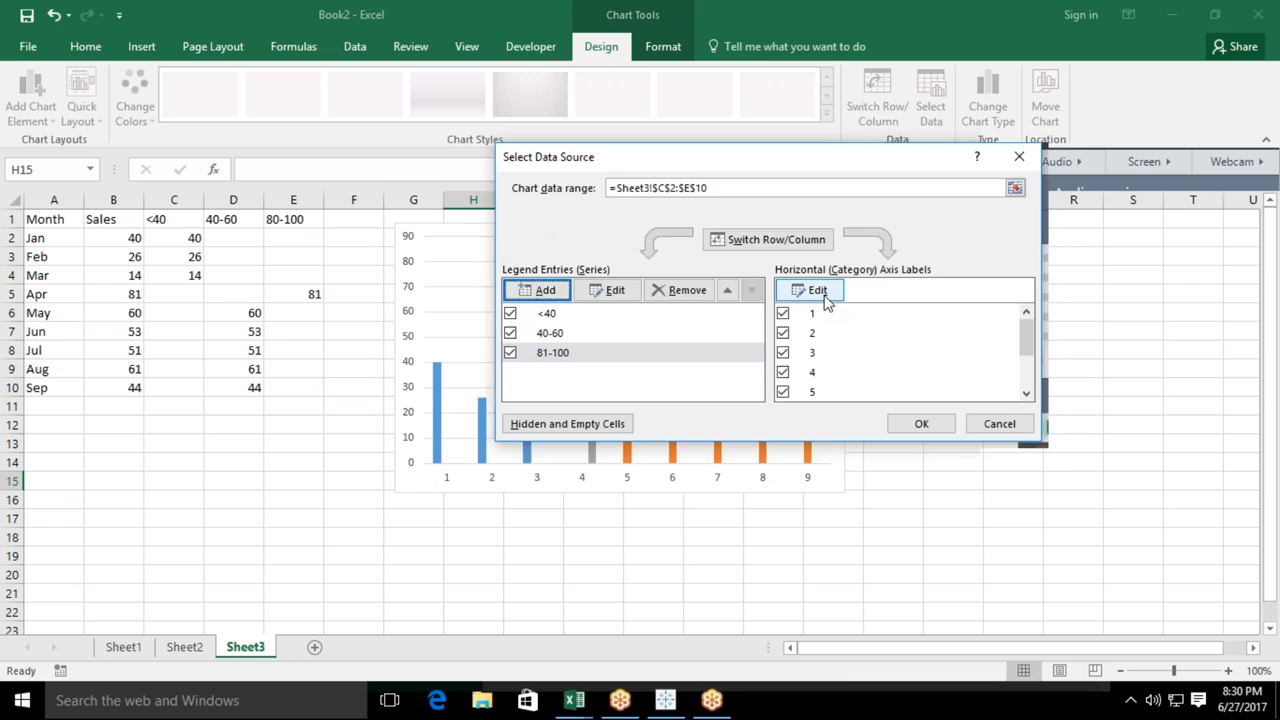 Book2 - Excel
Chart Tools
Sign in
File Home Insert Page Layout Formulas Data Review View Developer Design Format Tell me what you want to do Share
Add Chart Element Quick Layout Change Colors Switch Row/ Column Select Data Change Chart Type Move Chart
Chart Layouts Chart Styles Data Type Location
H15 fx
Select Data Source ?
Audio Screen Webcam
Chart data range: =Sheet3!$C$2:$E$10
Switch Row/Column
Legend Entries (Series) Horizontal (Category) Axis Labels
Add Edit Remove Edit
<40 1
40-60 2
81-100 3
4
5
Hidden and Empty Cells OK Cancel
A B C D E F G H R S T U
1 Month Sales <40 40-60 80-100
2 Jan 40 40
3 Feb 26 26
4 Mar 14 14
5 Apr 81 81
6 May 60 60
7 Jun 53 53
8 Jul 51 51
9 Aug 61 61
10 Sep 44 44
11
12
13
14
15
16
17
18
19
20
21
22
23
90
80
70
60
50
40
30
20
10
0
1 2 3 4 5 6 7 8 9
Sheet1 Sheet2 Sheet3
Ready 100%
Search the web and Windows
8:30 PM
6/27/2017